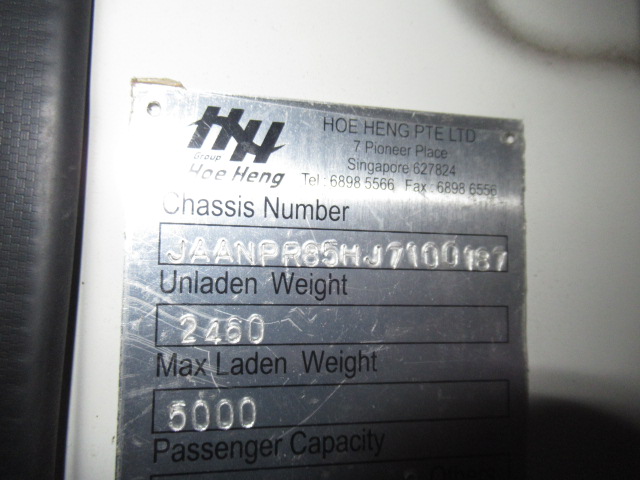 HH
Group
Hoe Heng
HOE HENG PTE LTD
7 Pioneer Place
Singapore 627824
Tel : 6898 5566 Fax : 6898 6556
Chassis Number
JAANPR85HJ7100187
Unladen Weight
2460
Max Laden Weight
5000
Passenger Capacity